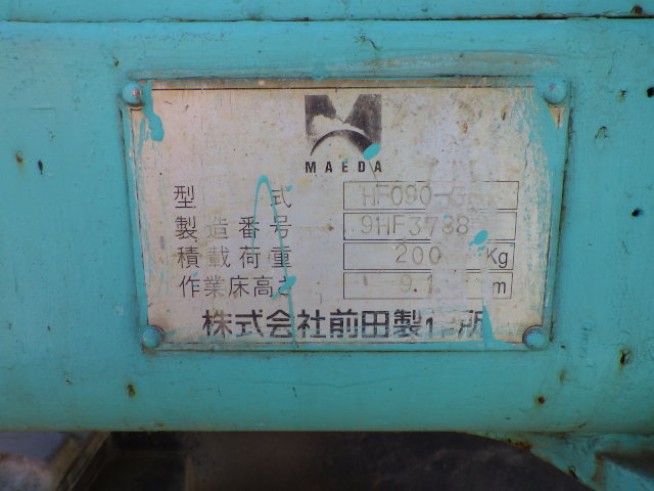 MAEDA
型式 HF090-
製造番号 9HF3788
積載荷重 200 Kg
作業床高さ 9.1 m
株式会社前田製作所